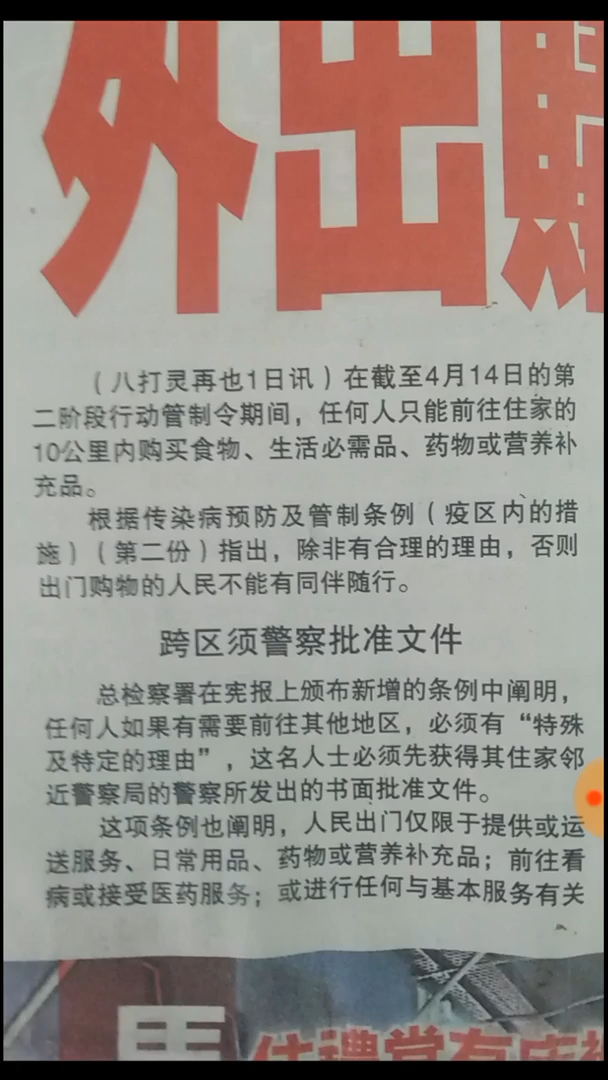 外出購
（八打灵再也1日讯）在截至4月14日的第
二阶段行动管制令期间，任何人只能前往住家的
10公里内购买食物、生活必需品、药物或营养补
充品。
根据传染病预防及管制条例（疫区内的措
施）（第二份）指出，除非有合理的理由，否则
出门购物的人民不能有同伴随行。
跨区须警察批准文件
总检察署在宪报上颁布新增的条例中阐明，
任何人如果有需要前往其他地区，必须有“特殊
及特定的理由”，这名人士必须先获得其住家邻
近警察局的警察所发出的书面批准文件。
这项条例也阐明，人民出门仅限于提供或运
送服务、日常用品、药物或营养补充品；前往看
病或接受医药服务；或进行任何与基本服务有关